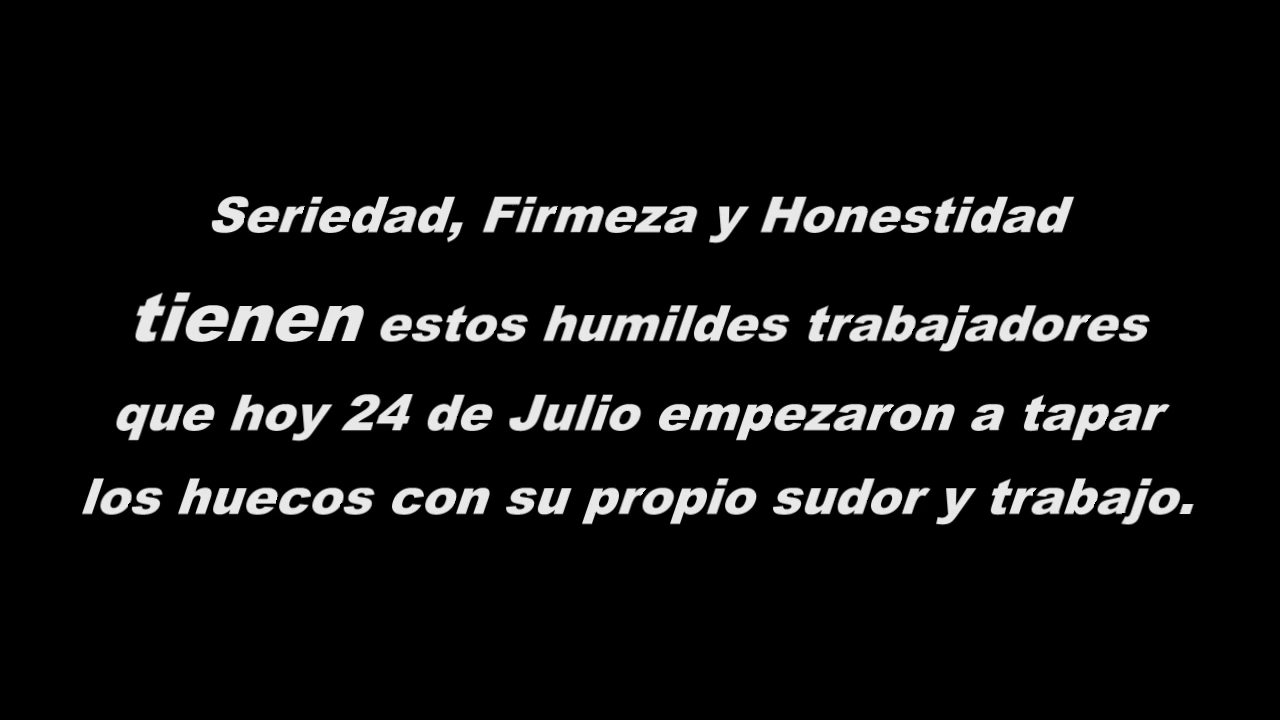 Seriedad, Firmeza y Honestidad
tienen estos humildes trabajadores
que hoy 24 de Julio empezaron a tapar
los huecos con su propio sudor y trabajo.